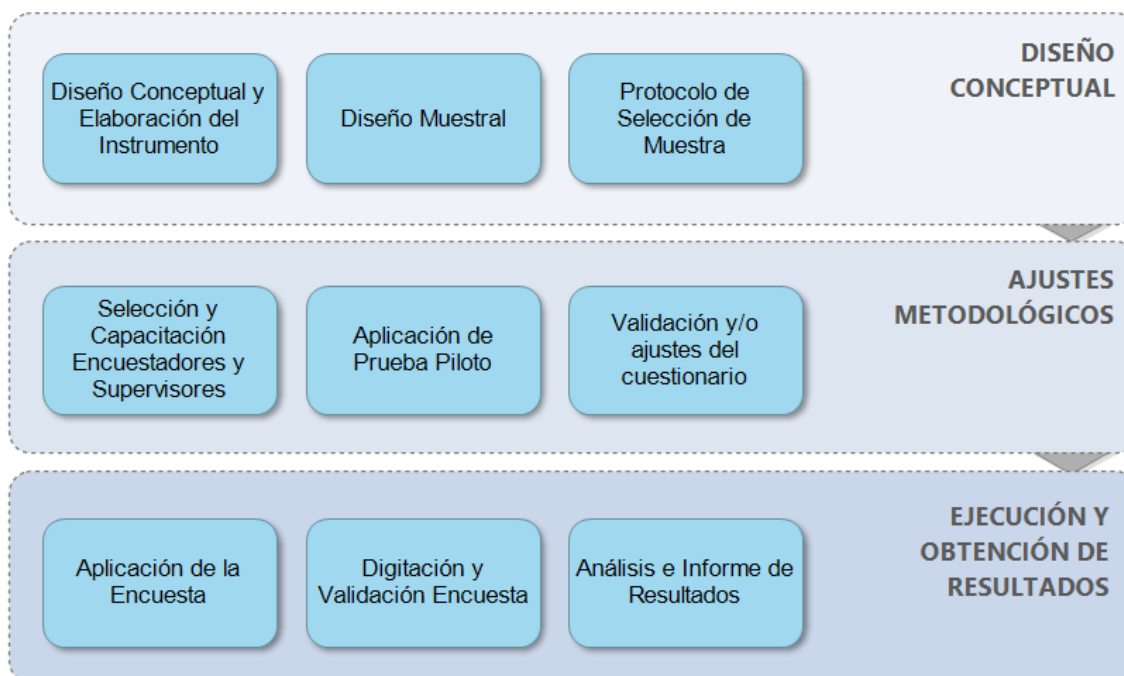 DISEÑO
CONCEPTUAL
Diseño Conceptual y
Elaboración del
Instrumento
Diseño Muestral
Protocolo de
Selección de
Muestra
AJUSTES
METODOLÓGICOS
Selección y
Capacitación
Encuestadores y
Supervisores
Aplicación de
Prueba Piloto
Validación y/o
ajustes del
cuestionario
EJECUCIÓN Y
OBTENCIÓN DE
RESULTADOS
Aplicación de la
Encuesta
Digitación y
Validación Encuesta
Análisis e Informe de
Resultados